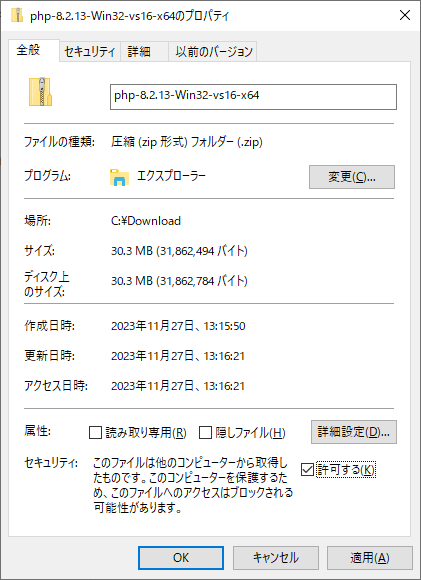 php-8.2.13-Win32-vs16-x64のプロパティ
全般 セキュリティ 詳細 以前のバージョン
php-8.2.13-Win32-vs16-x64
ファイルの種類: 圧縮 (zip 形式) フォルダー (.zip)
プログラム: エクスプローラー 変更(C)...
場所: C:¥Download
サイズ: 30.3 MB (31,862,494 バイト)
ディスク上
のサイズ: 30.3 MB (31,862,784 バイト)
作成日時: 2023年11月27日、13:15:50
更新日時: 2023年11月27日、13:16:21
アクセス日時: 2023年11月27日、13:16:21
属性: 読み取り専用(R) 隠しファイル(H) 詳細設定(D)...
セキュリティ: このファイルは他のコンピューターから取得し
たものです。このコンピューターを保護するた
め、このファイルへのアクセスはブロックされる
可能性があります。
許可する(K)
OK キャンセル 適用(A)